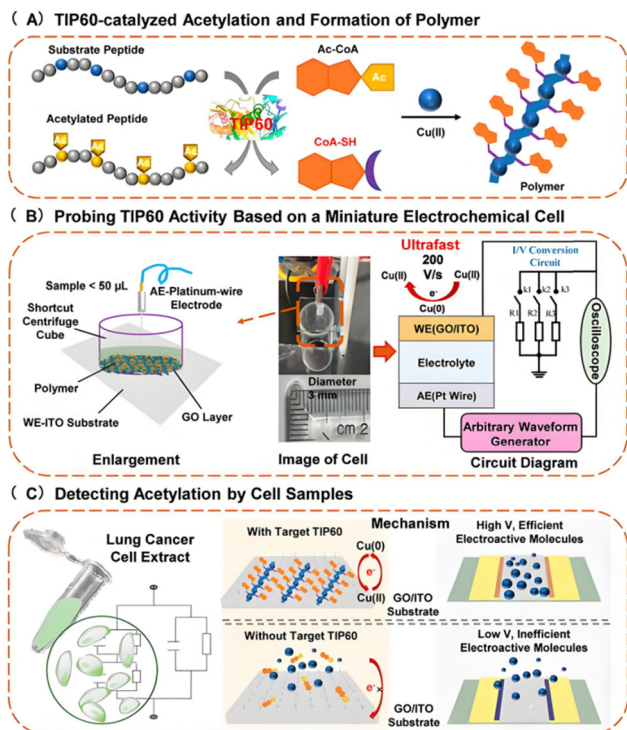 ( A) TIP60-catalyzed Acetylation and Formation of Polymer
Substrate Peptide
Ac-CoA
Ac
TIP60
Cu(II)
Acetylated Peptide
Ac
Ac
Ac
Ac
CoA-SH
Polymer
( B) Probing TIP60 Activity Based on a Miniature Electrochemical Cell
Sample < 50 μL
AE-Platinum-wire
Electrode
Shortcut
Centrifuge
Cube
Polymer
WE-ITO Substrate
GO Layer
Enlargement
Diameter
3 mm
cm 2
Image of Cell
Ultrafast
200
V/s
Cu(II)
Cu(II)
e-
Cu(0)
WE(GO/ITO)
Electrolyte
AE(Pt Wire)
I/V Conversion
Circuit
k1
k2
k3
R1
R2
R3
Oscilloscope
Arbitrary Waveform
Generator
Circuit Diagram
( C) Detecting Acetylation by Cell Samples
Lung Cancer
Cell Extract
Mechanism
With Target TIP60
Cu(0)
e-
Cu(II)
GO/ITO
Substrate
High V, Efficient
Electroactive Molecules
Without Target TIP60
e-×
GO/ITO
Substrate
Low V, Inefficient
Electroactive Molecules